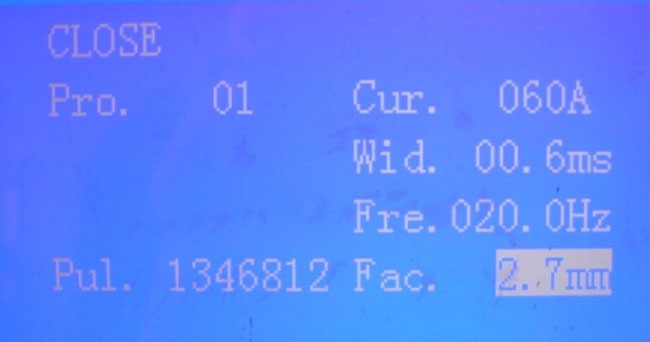 CLOSE
Pro. 01 Cur. 060A
Wid. 00.6ms
Fre.020.0Hz
Pul. 1346812 Fac. 2.7mm